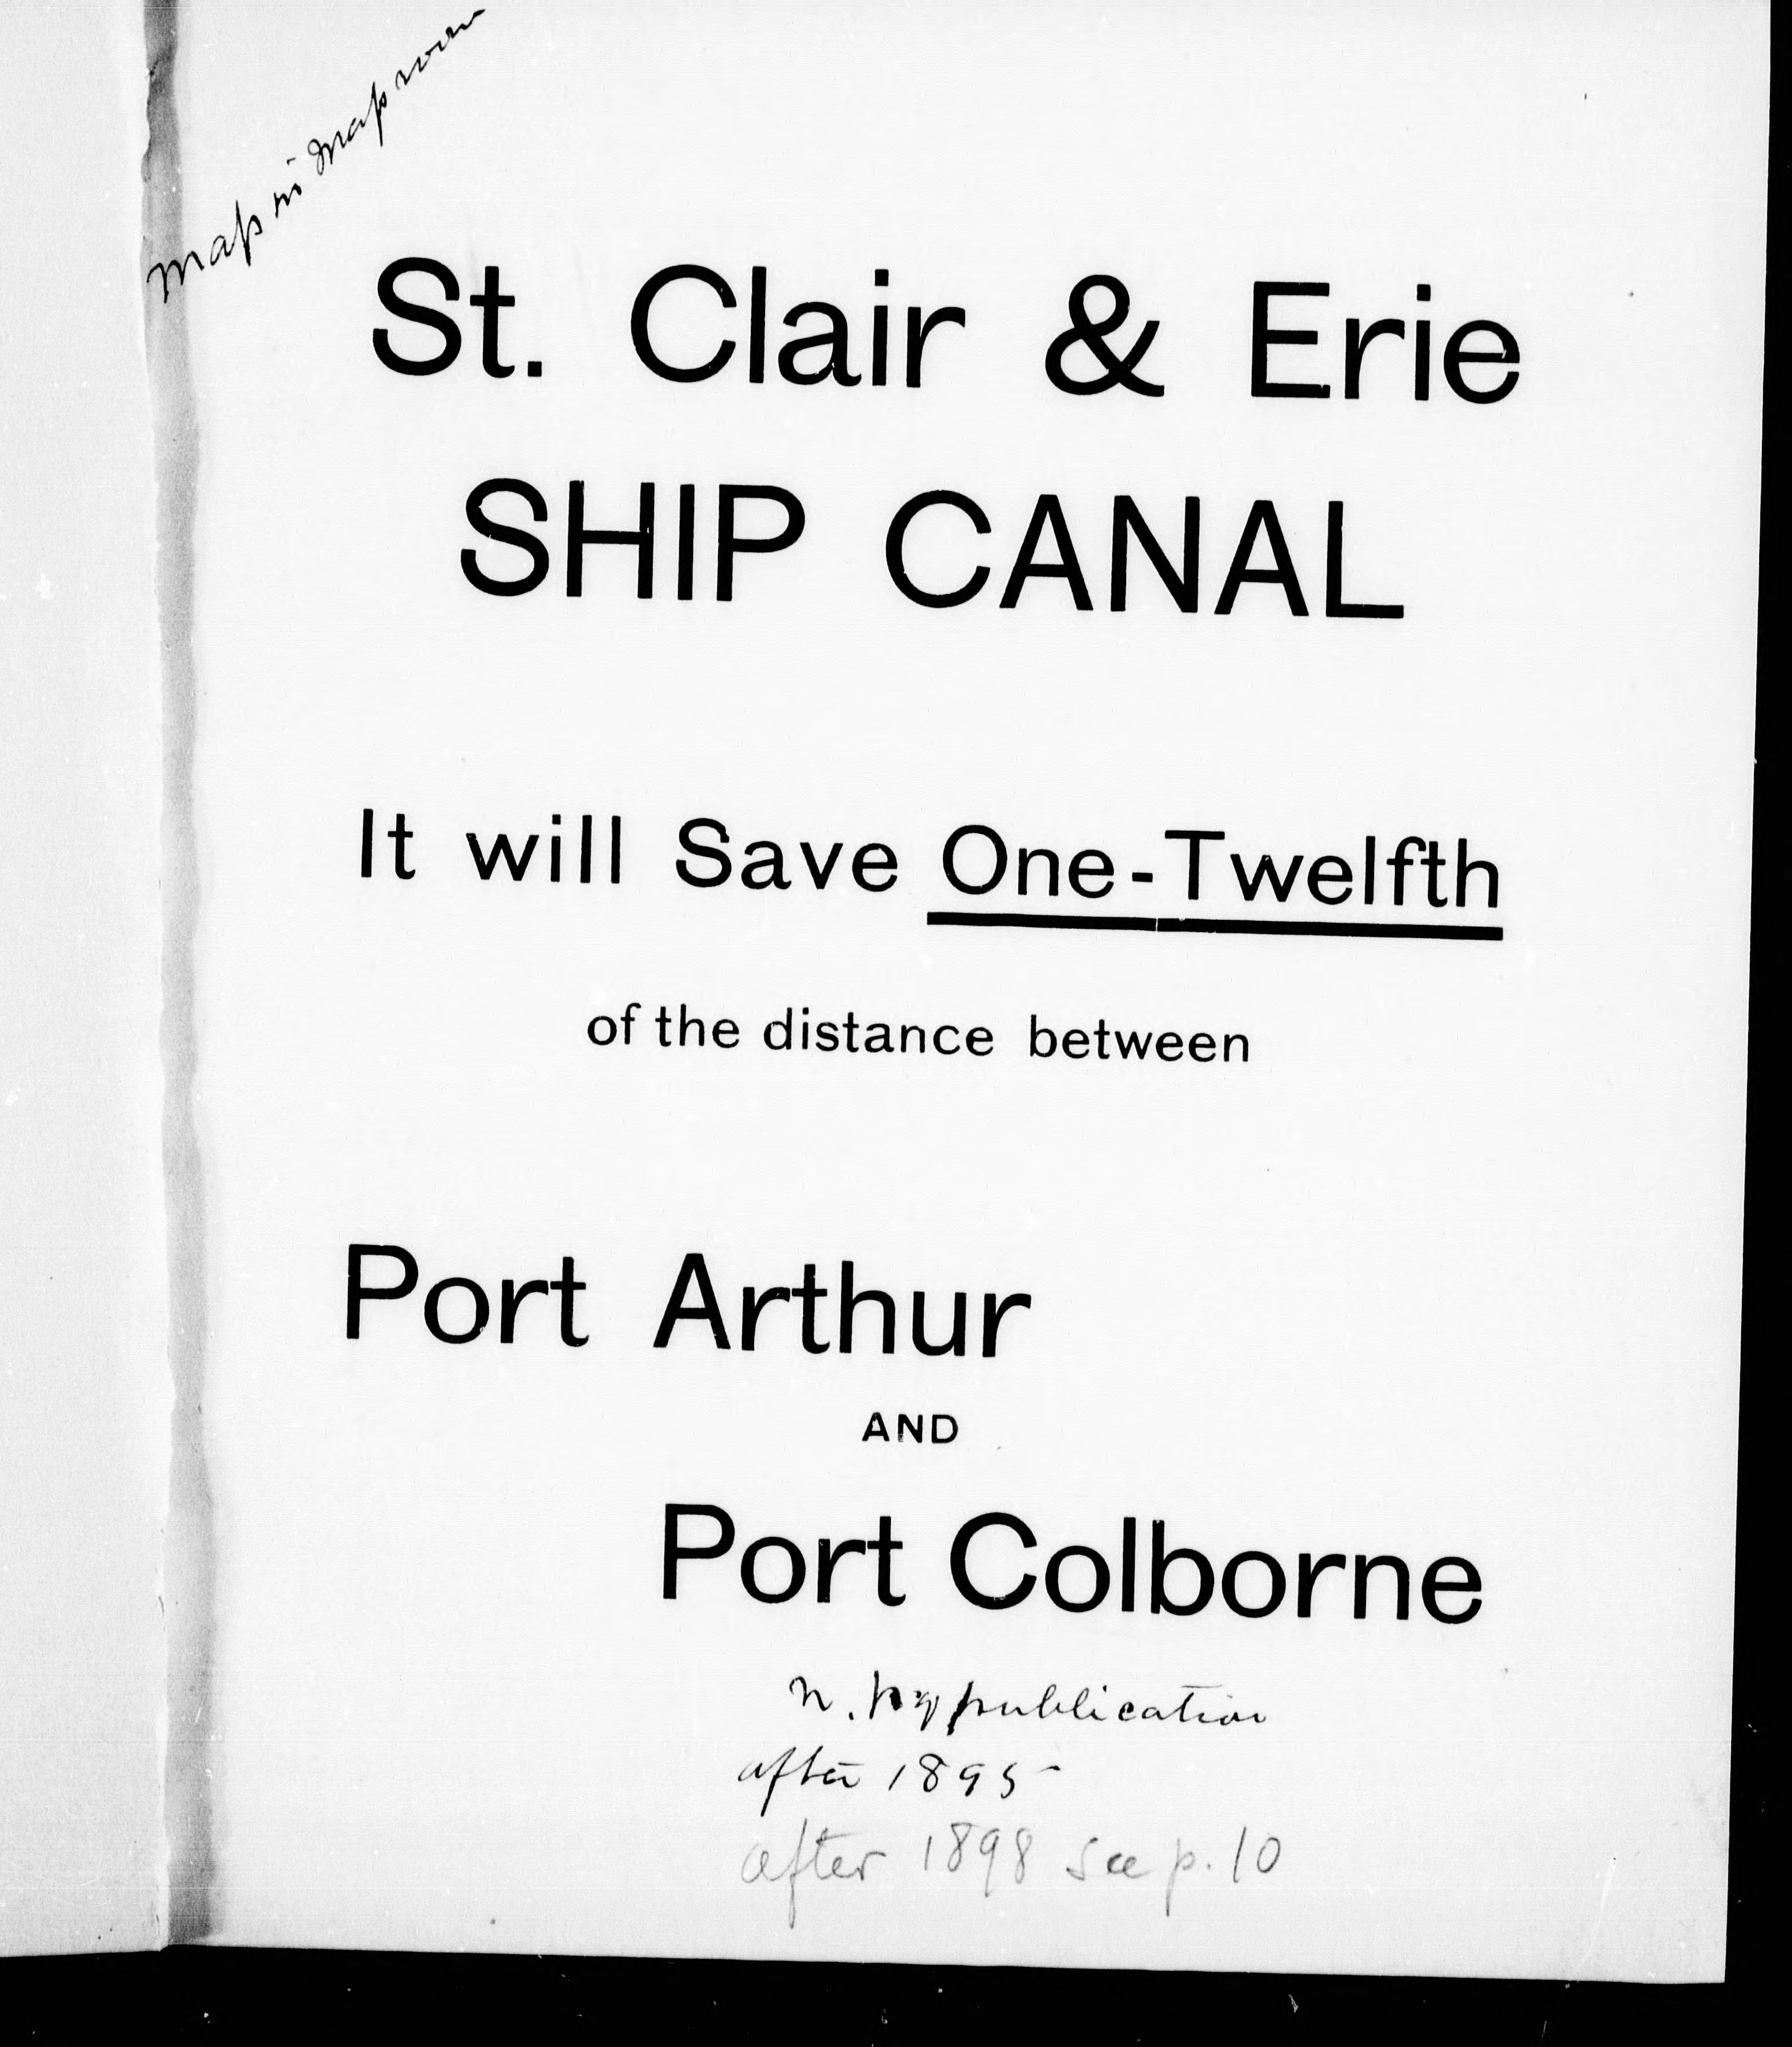 Map in Map room
St. Clair & Erie
SHIP CANAL
It will Save One-Twelfth
of the distance between
Port Arthur
AND
Port Colborne
publication
after 1895
after 1898 see p. 10